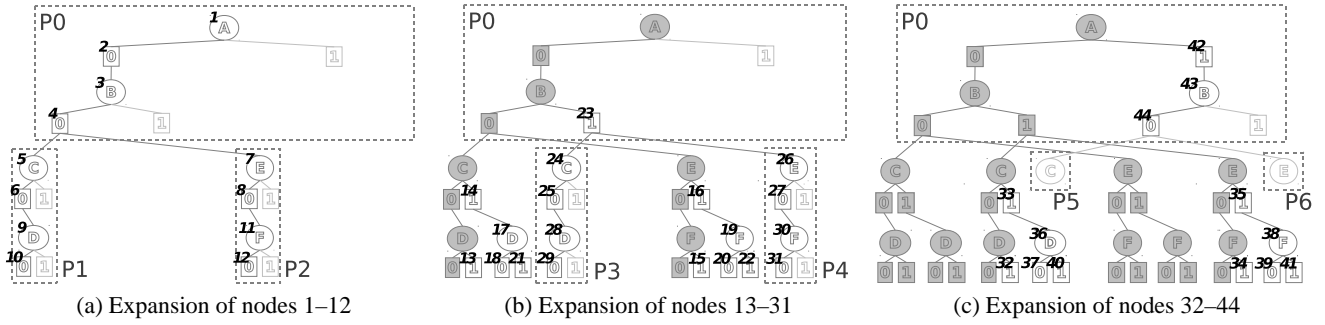 P0
1 A
2 0 1
3 B
4 0 1
5 C 7 E
6 0 1 8 0 1
9 D 11 F
10 0 1 12 0 1
P1 P2
(a) Expansion of nodes 1–12
P0
A
0 1
B
0 23 1
C 24 C E 26 E
0 14 1 25 0 1 0 16 1 27 0 1
D 17 D 28 D F 19 F 30 F
0 13 1 18 0 21 1 29 0 1 0 15 1 20 0 22 1 31 0 1
P3 P4
(b) Expansion of nodes 13–31
P0
A
0 42 1
B 43 B
0 1 44 0 1
C C C E E E
P5 P6
0 1 0 33 1 0 1 0 35 1
D D D 36 D F F F 38 F
0 1 0 1 0 32 1 37 0 40 1 0 1 0 1 0 34 1 39 0 41 1
(c) Expansion of nodes 32–44